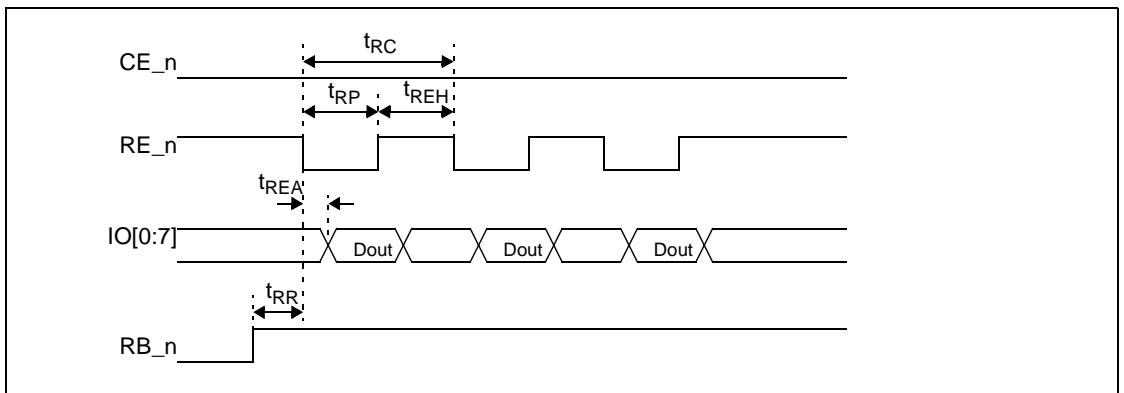 tRC
CE_n
tRP
tREH
RE_n
tREA
IO[0:7]
Dout
Dout
Dout
tRR
RB_n